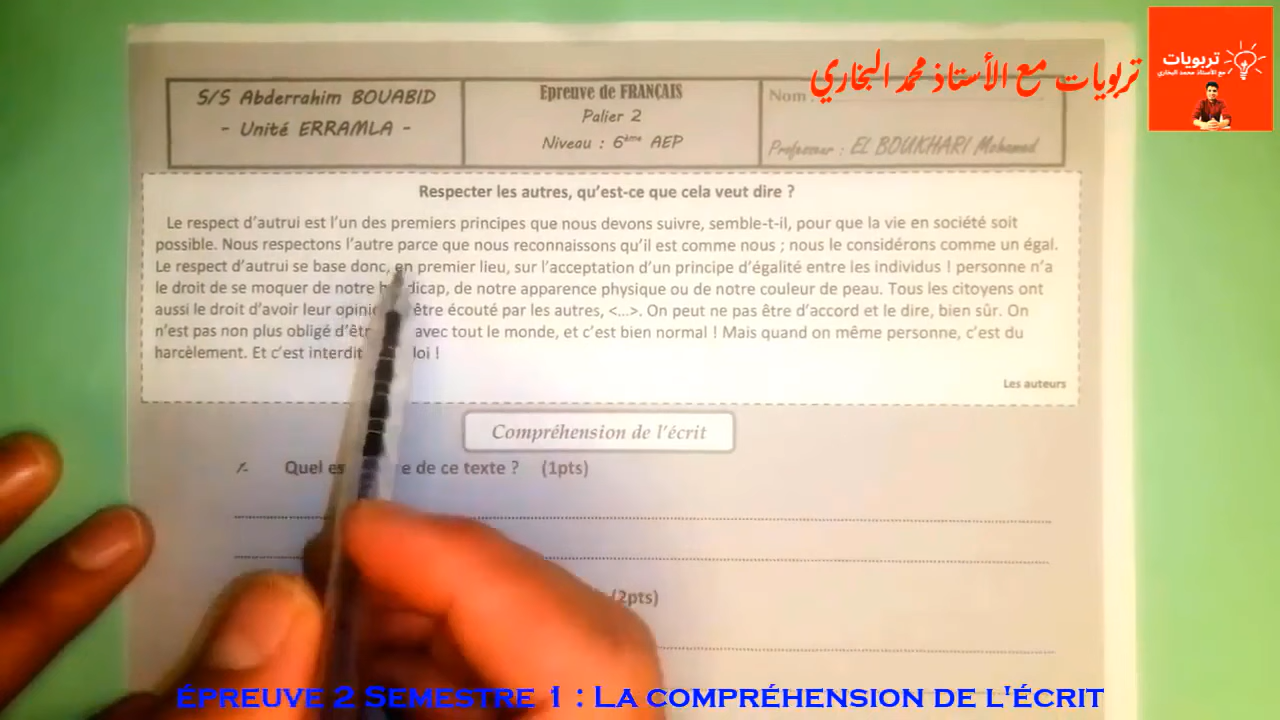 تربويات مع الأستاذ محمد البخاري
تربويات
مع الأستاذ محمد البخاري
S/S Abderrahim BOUABID
- Unité ERRAMLA -
Epreuve de FRANÇAIS
Palier 2
Niveau : 6ème AEP
Nom :
Professeur : EL BOUKHARI Mohamed
Respecter les autres, qu'est-ce que cela veut dire ?
Le respect d'autrui est l'un des premiers principes que nous devons suivre, semble-t-il, pour que la vie en société soit
possible. Nous respectons l'autre parce que nous reconnaissons qu'il est comme nous ; nous le considérons comme un égal.
Le respect d'autrui se base donc, en premier lieu, sur l'acceptation d'un principe d'égalité entre les individus ! personne n'a
le droit de se moquer de notre dicap, de notre apparence physique ou de notre couleur de peau. Tous les citoyens ont
aussi le droit d'avoir leur opini être écouté par les autres, <...>. On peut ne pas être d'accord et le dire, bien sûr. On
n'est pas non plus obligé d'êtr avec tout le monde, et c'est bien normal ! Mais quand on même personne, c'est du
harcèlement. Et c'est interdit loi !
Les auteurs
Compréhension de l'écrit
1- Quel es e de ce texte ? (1pts)
(2pts)
épreuve 2 Semestre 1 : La compréhension de l'écrit